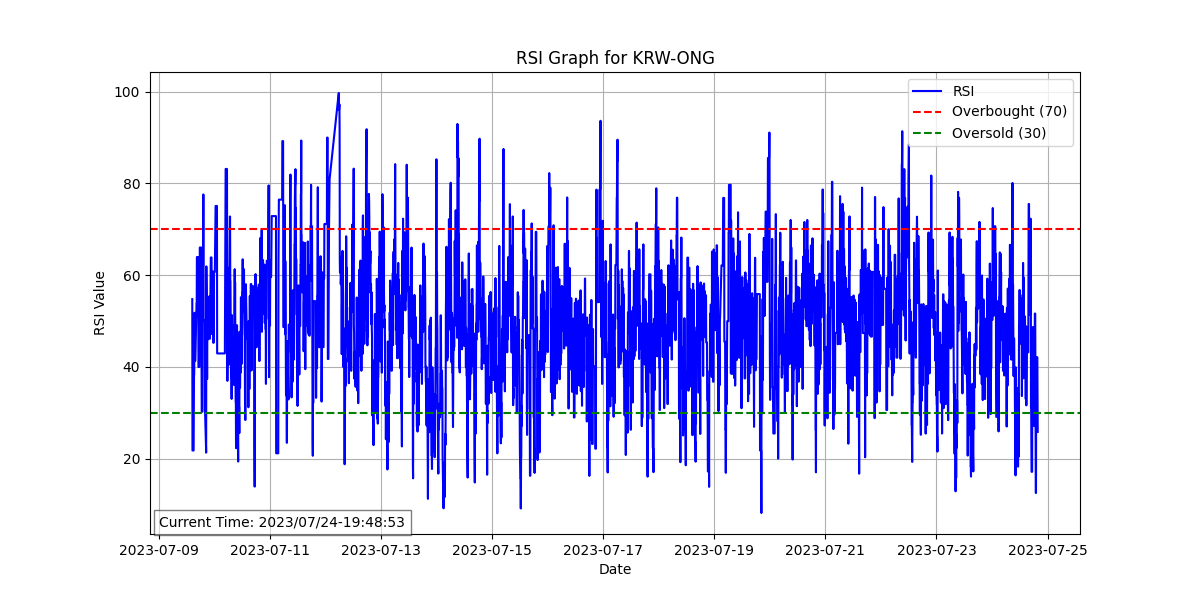 RSI Graph for KRW-ONG
RSI
Overbought (70)
Oversold (30)
RSI Value
100
80
60
40
20
Current Time: 2023/07/24-19:48:53
2023-07-09 2023-07-11 2023-07-13 2023-07-15 2023-07-17 2023-07-19 2023-07-21 2023-07-23 2023-07-25
Date